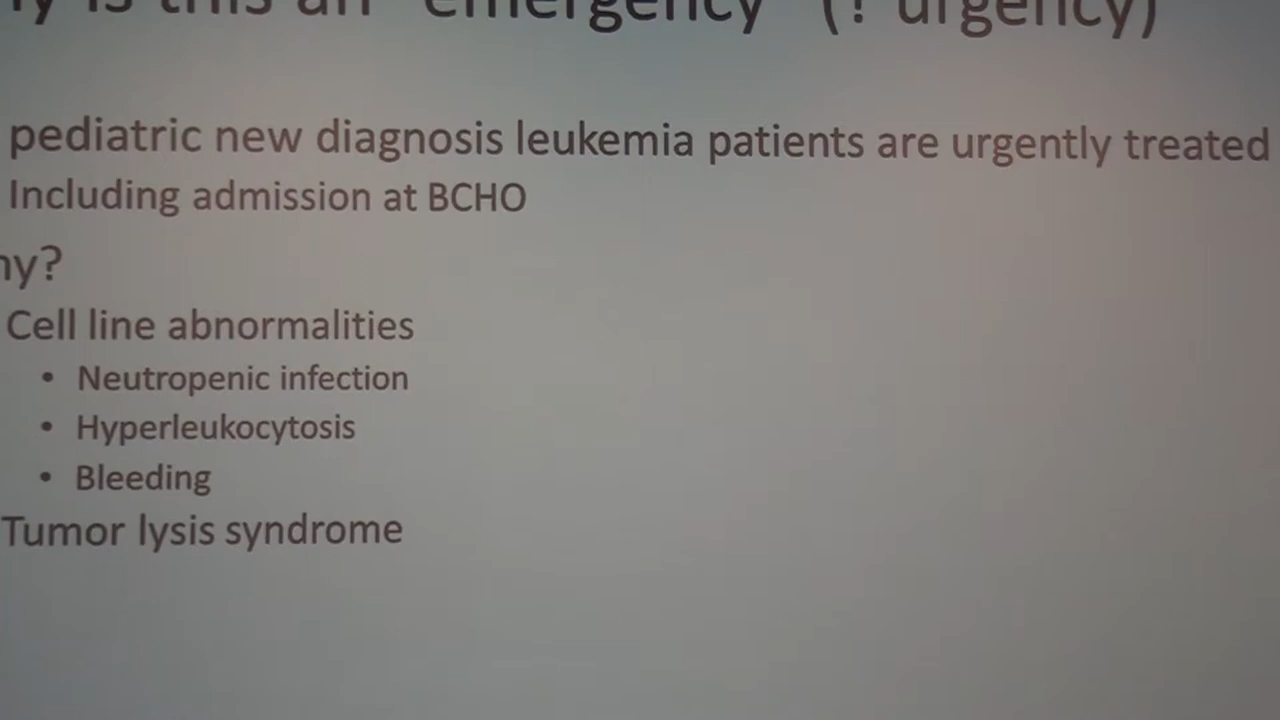 is this an "emergency" (? urgency)
pediatric new diagnosis leukemia patients are urgently treated
Including admission at BCHO
hy?
Cell line abnormalities
• Neutropenic infection
• Hyperleukocytosis
• Bleeding
Tumor lysis syndrome